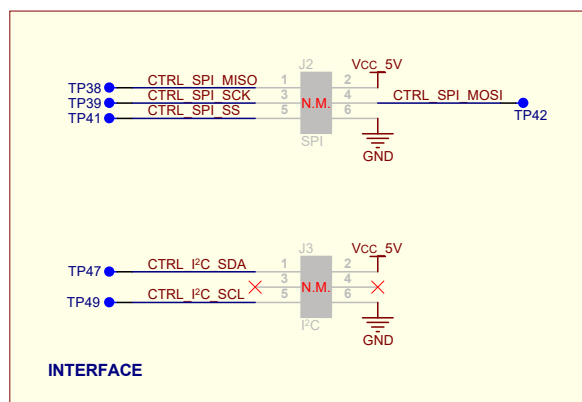 J2
VCC_5V
TP38 CTRL_SPI_MISO 1 2
TP39 CTRL_SPI_SCK 3 N.M. 4 CTRL_SPI_MOSI
TP41 CTRL_SPI_SS 5 6 TP42
SPI
GND
J3
VCC_5V
TP47 CTRL_I²C_SDA 1 2
3 N.M. 4
TP49 CTRL_I²C_SCL 5 6
I²C
GND
INTERFACE